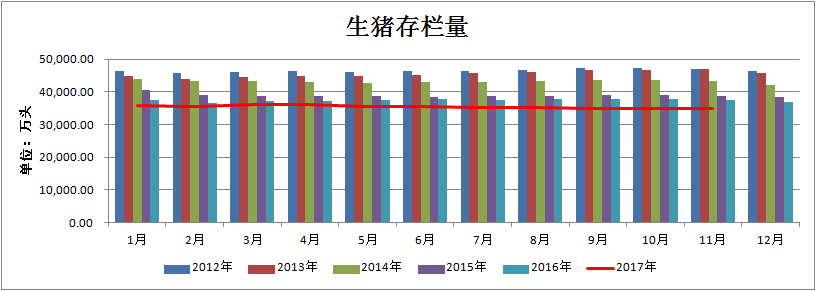 生猪存栏量
单位：万头
50,000.00
40,000.00
30,000.00
20,000.00
10,000.00
0.00
1月 2月 3月 4月 5月 6月 7月 8月 9月 10月 11月 12月
2012年 2013年 2014年 2015年 2016年 2017年